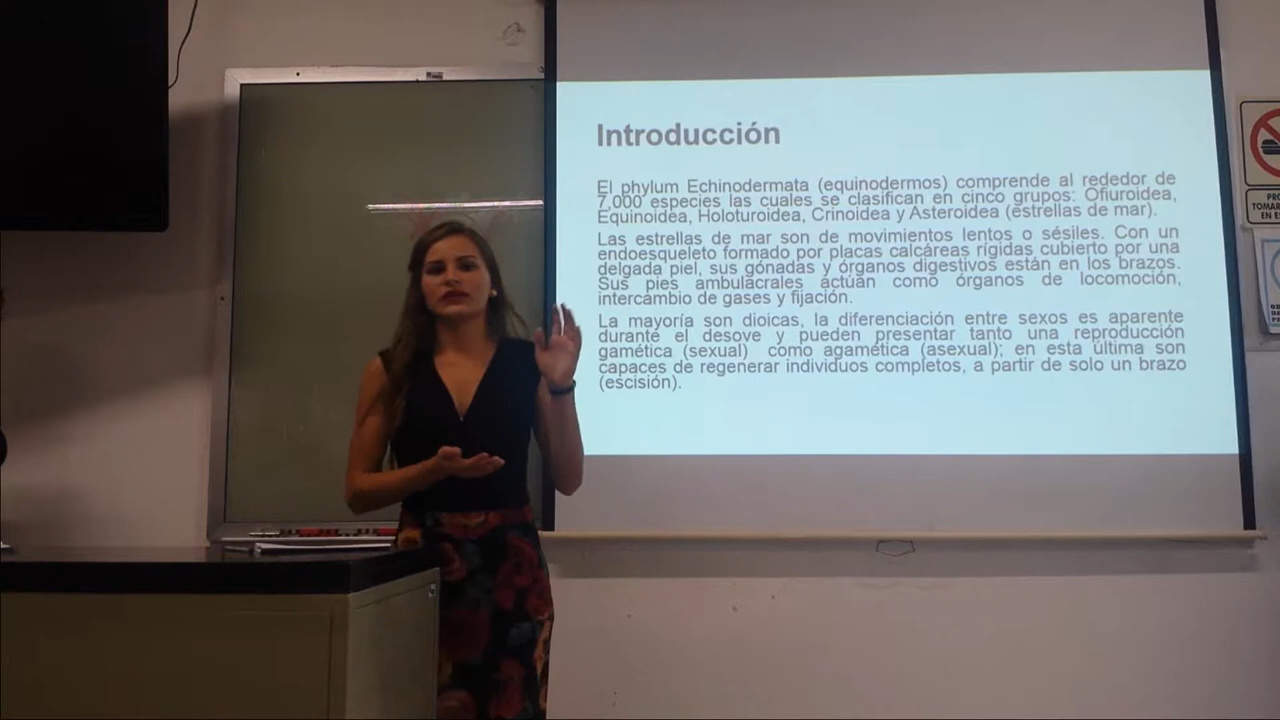 Introducción
El phylum Echinodermata (equinodermos) comprende al rededor de
7,000 especies las cuales se clasifican en cinco grupos: Ofiuroidea,
Equinoidea, Holoturoidea, Crinoidea y Asteroidea (estrellas de mar).
Las estrellas de mar son de movimientos lentos o sésiles. Con un
endoesqueleto formado por placas calcáreas rígidas cubierto por una
delgada piel, sus gónadas y órganos digestivos están en los brazos.
Sus pies ambulacrales actúan como órganos de locomoción,
intercambio de gases y fijación.
La mayoría son dioicas, la diferenciación entre sexos es aparente
durante el desove y pueden presentar tanto una reproducción
gamética (sexual) como agamética (asexual); en esta última son
capaces de regenerar individuos completos, a partir de solo un brazo
(escisión).